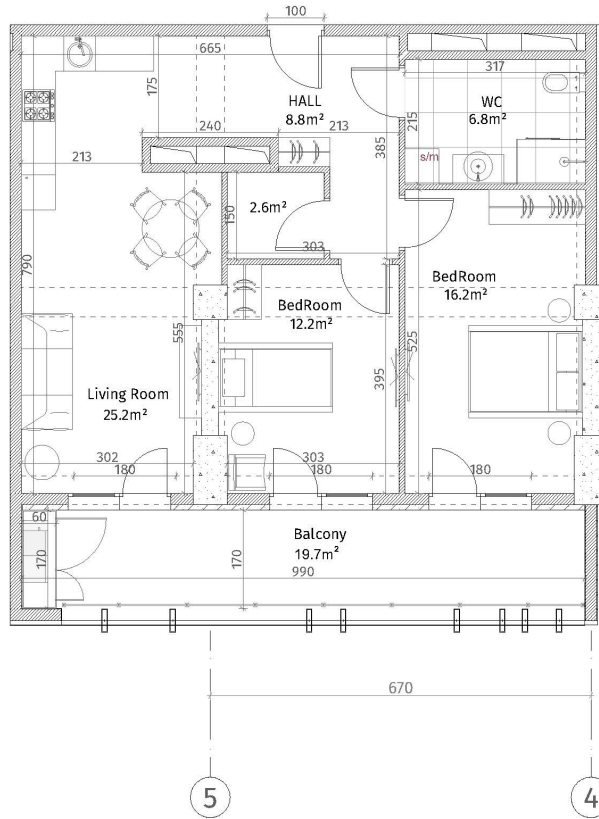 100
665
317
175
HALL
8.8m²
WC
6.8m²
215
240
213
385
213
s/m
2.6m²
150
303
BedRoom
16.2m²
790
BedRoom
12.2m²
555
525
395
Living Room
25.2m²
302
303
180
180
180
60
Balcony
19.7m²
170
170
990
670
5
4